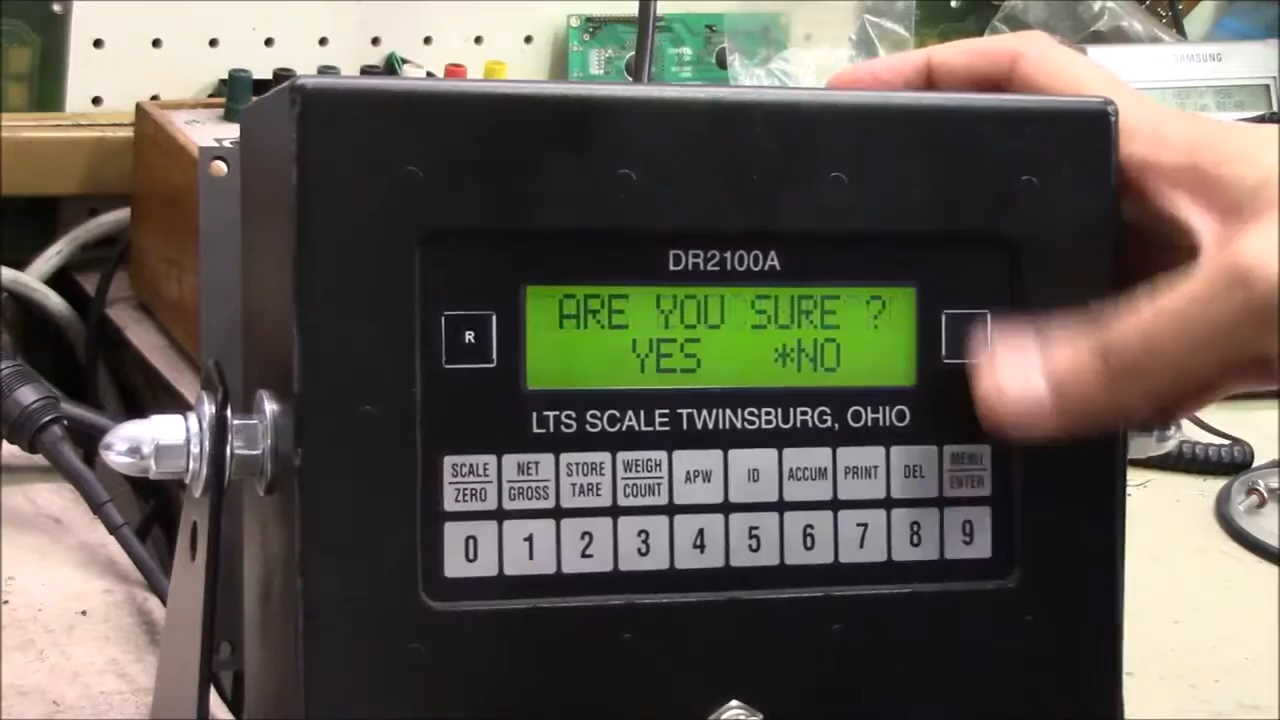 SAMSUNG
DR2100A
R
ARE YOU SURE ?
YES *NO
LTS SCALE TWINSBURG, OHIO
SCALE
ZERO
NET
GROSS
STORE
TARE
WEIGH
COUNT
APW
ID
ACCUM
PRINT
DEL
MENU
ENTER
0 1 2 3 4 5 6 7 8 9